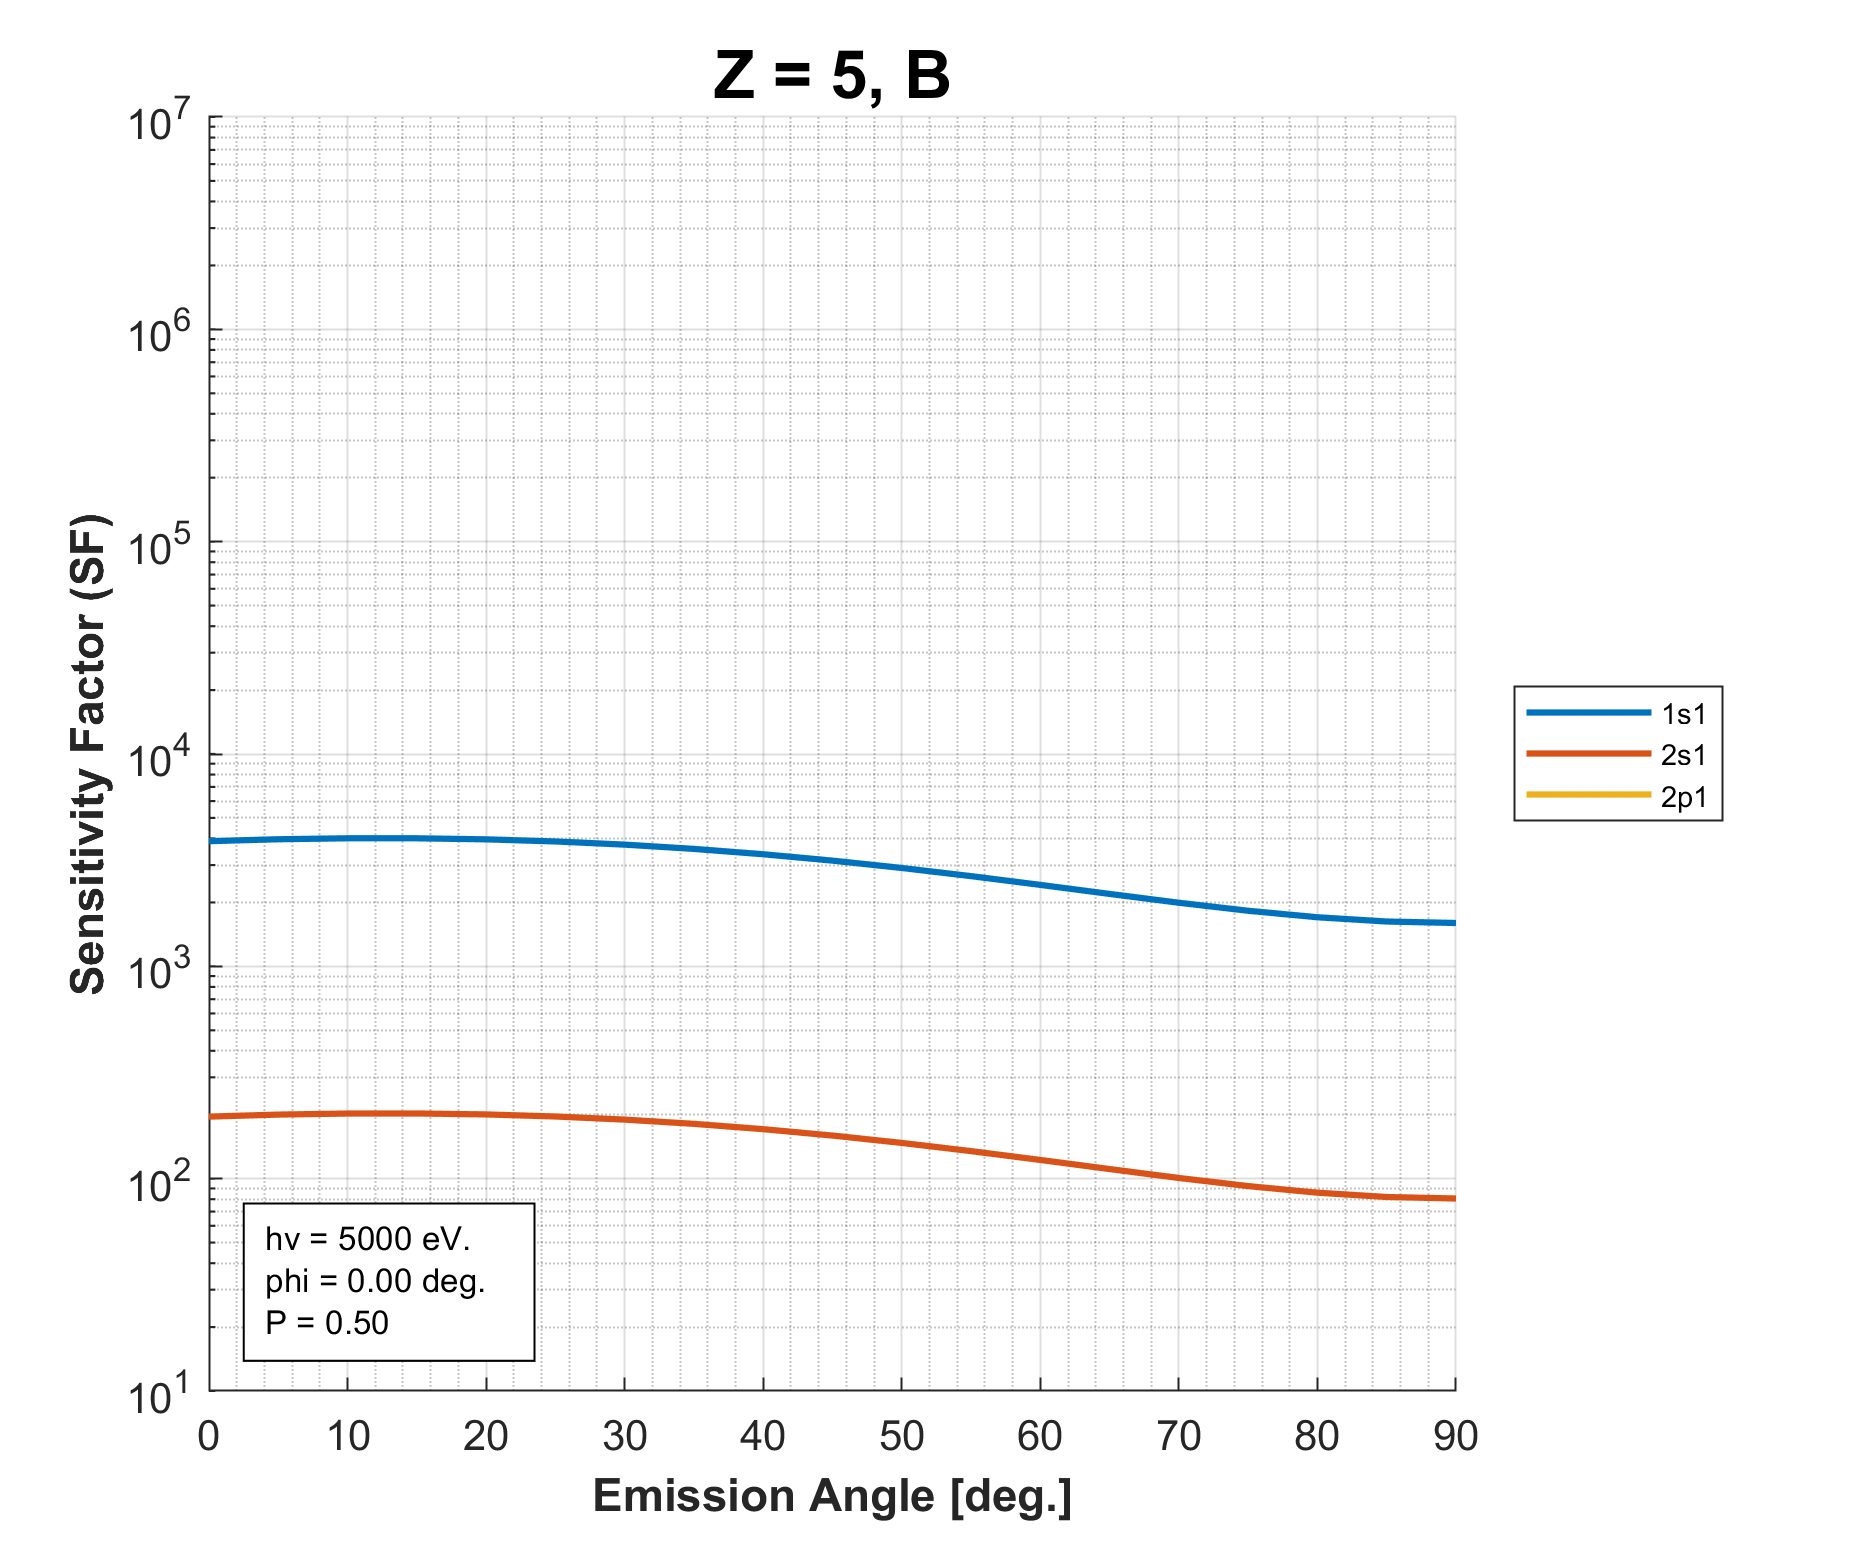 Z = 5, B
10^7
10^6
10^5
10^4
10^3
10^2
10^1
Sensitivity Factor (SF)
hv = 5000 eV.
phi = 0.00 deg.
P = 0.50
0 10 20 30 40 50 60 70 80 90
Emission Angle [deg.]
1s1
2s1
2p1